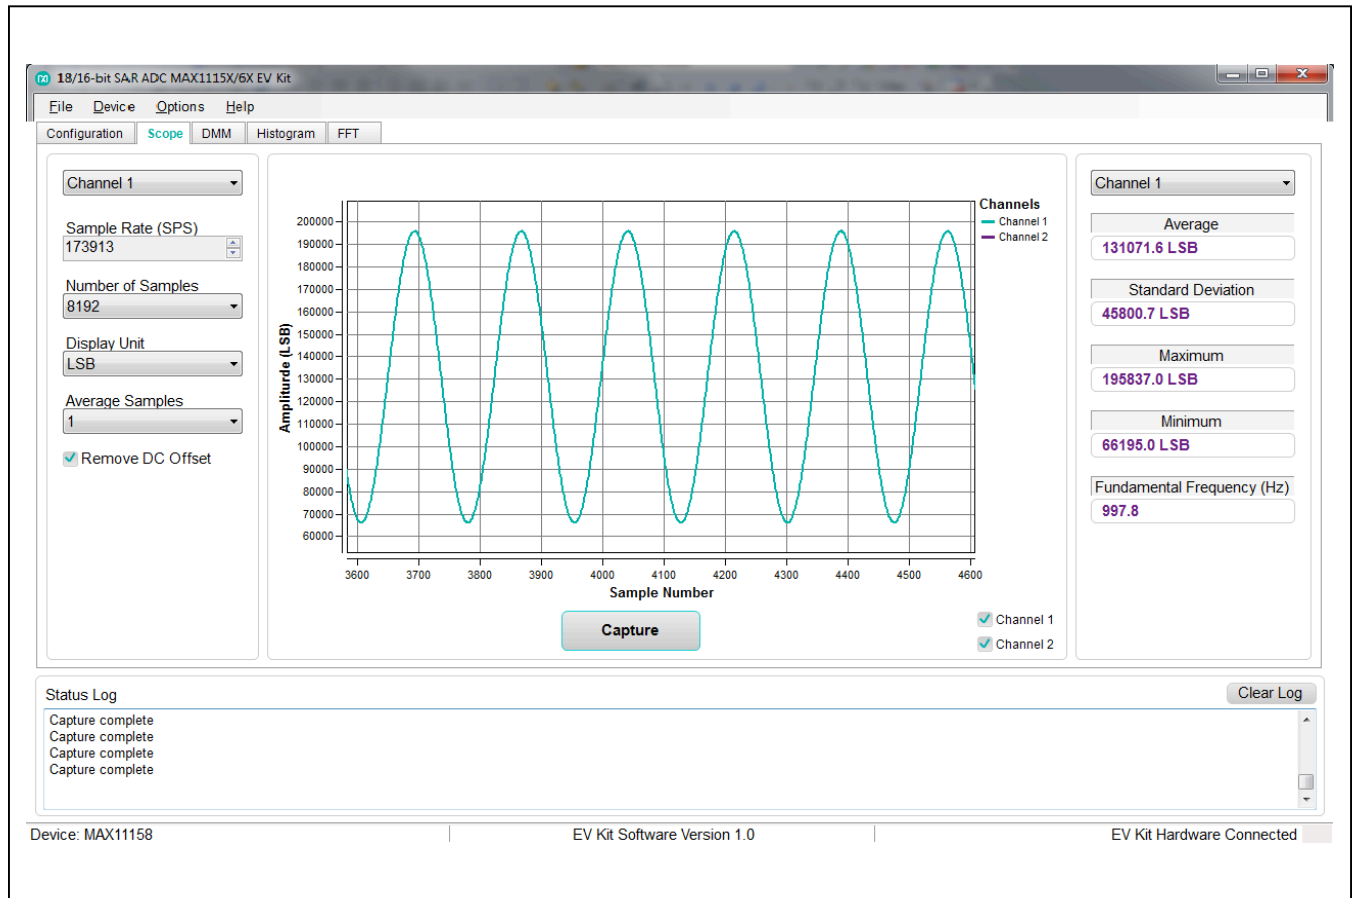 18/16-bit SAR ADC MAX1115X/6X EV Kit
File Device Options Help
Configuration Scope DMM Histogram FFT
Channel 1
Sample Rate (SPS)
173913
Number of Samples
8192
Display Unit
LSB
Average Samples
1
Remove DC Offset
Channels
Channel 1
Channel 2
Ampliturde (LSB)
200000
190000
180000
170000
160000
150000
140000
130000
120000
110000
100000
90000
80000
70000
60000
3600 3700 3800 3900 4000 4100 4200 4300 4400 4500 4600
Sample Number
Capture
Channel 1
Channel 2
Channel 1
Average
131071.6 LSB
Standard Deviation
45800.7 LSB
Maximum
195837.0 LSB
Minimum
66195.0 LSB
Fundamental Frequency (Hz)
997.8
Status Log
Clear Log
Capture complete
Capture complete
Capture complete
Capture complete
Device: MAX11158 EV Kit Software Version 1.0 EV Kit Hardware Connected